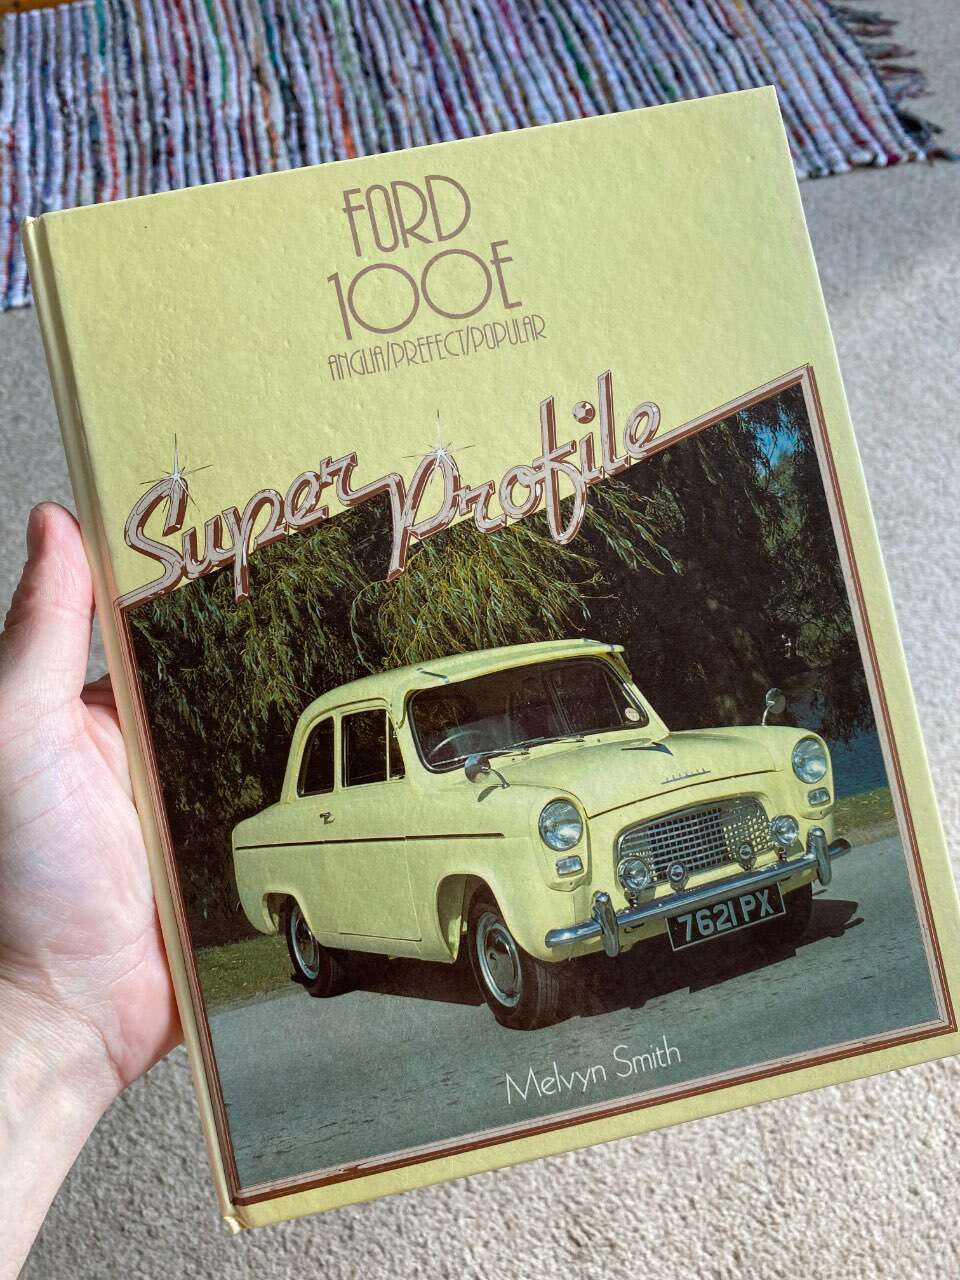 FORD
100E
ANGLIA/PREFECT/POPULAR
Super Profile
7621 PX
Melvyn Smith